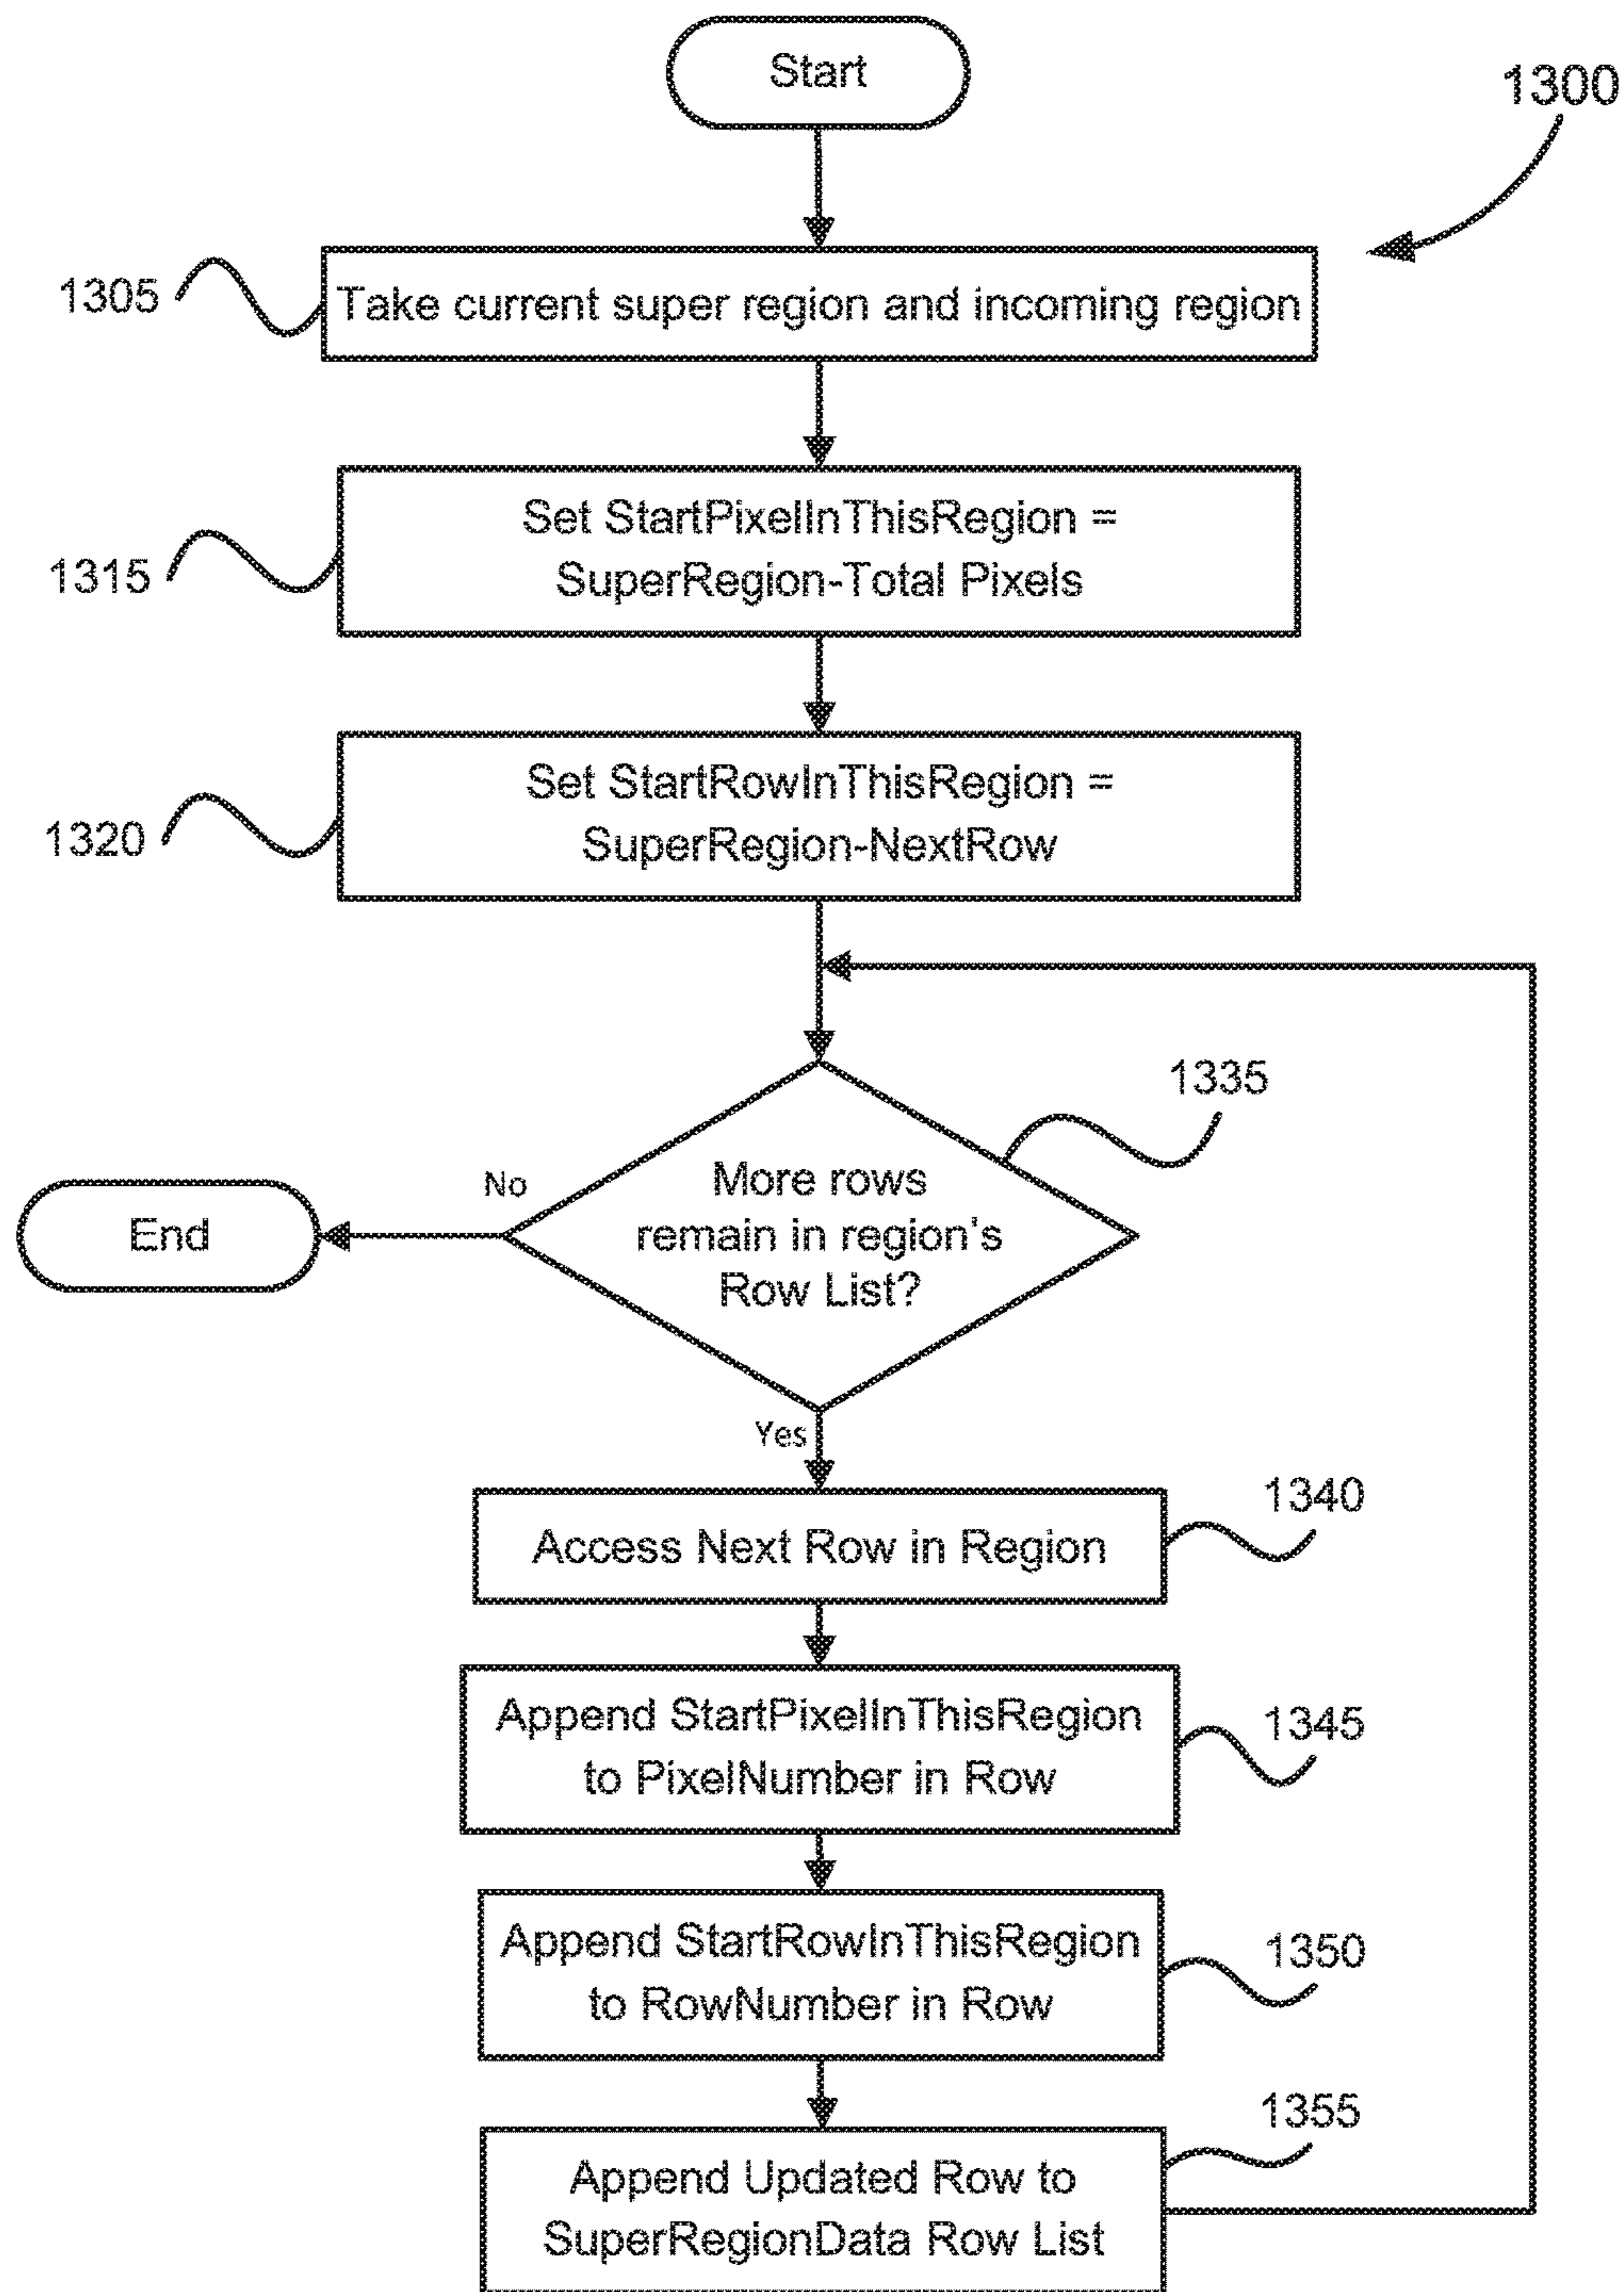 Start
1300
1305
Take current super region and incoming region
1315
Set StartPixelInThisRegion =
SuperRegion-Total Pixels
1320
Set StartRowInThisRegion =
SuperRegion-NextRow
1335
No
End
More rows
remain in region's
Row List?
Yes
1340
Access Next Row in Region
1345
Append StartPixelInThisRegion
to PixelNumber in Row
1350
Append StartRowInThisRegion
to RowNumber in Row
1355
Append Updated Row to
SuperRegionData Row List